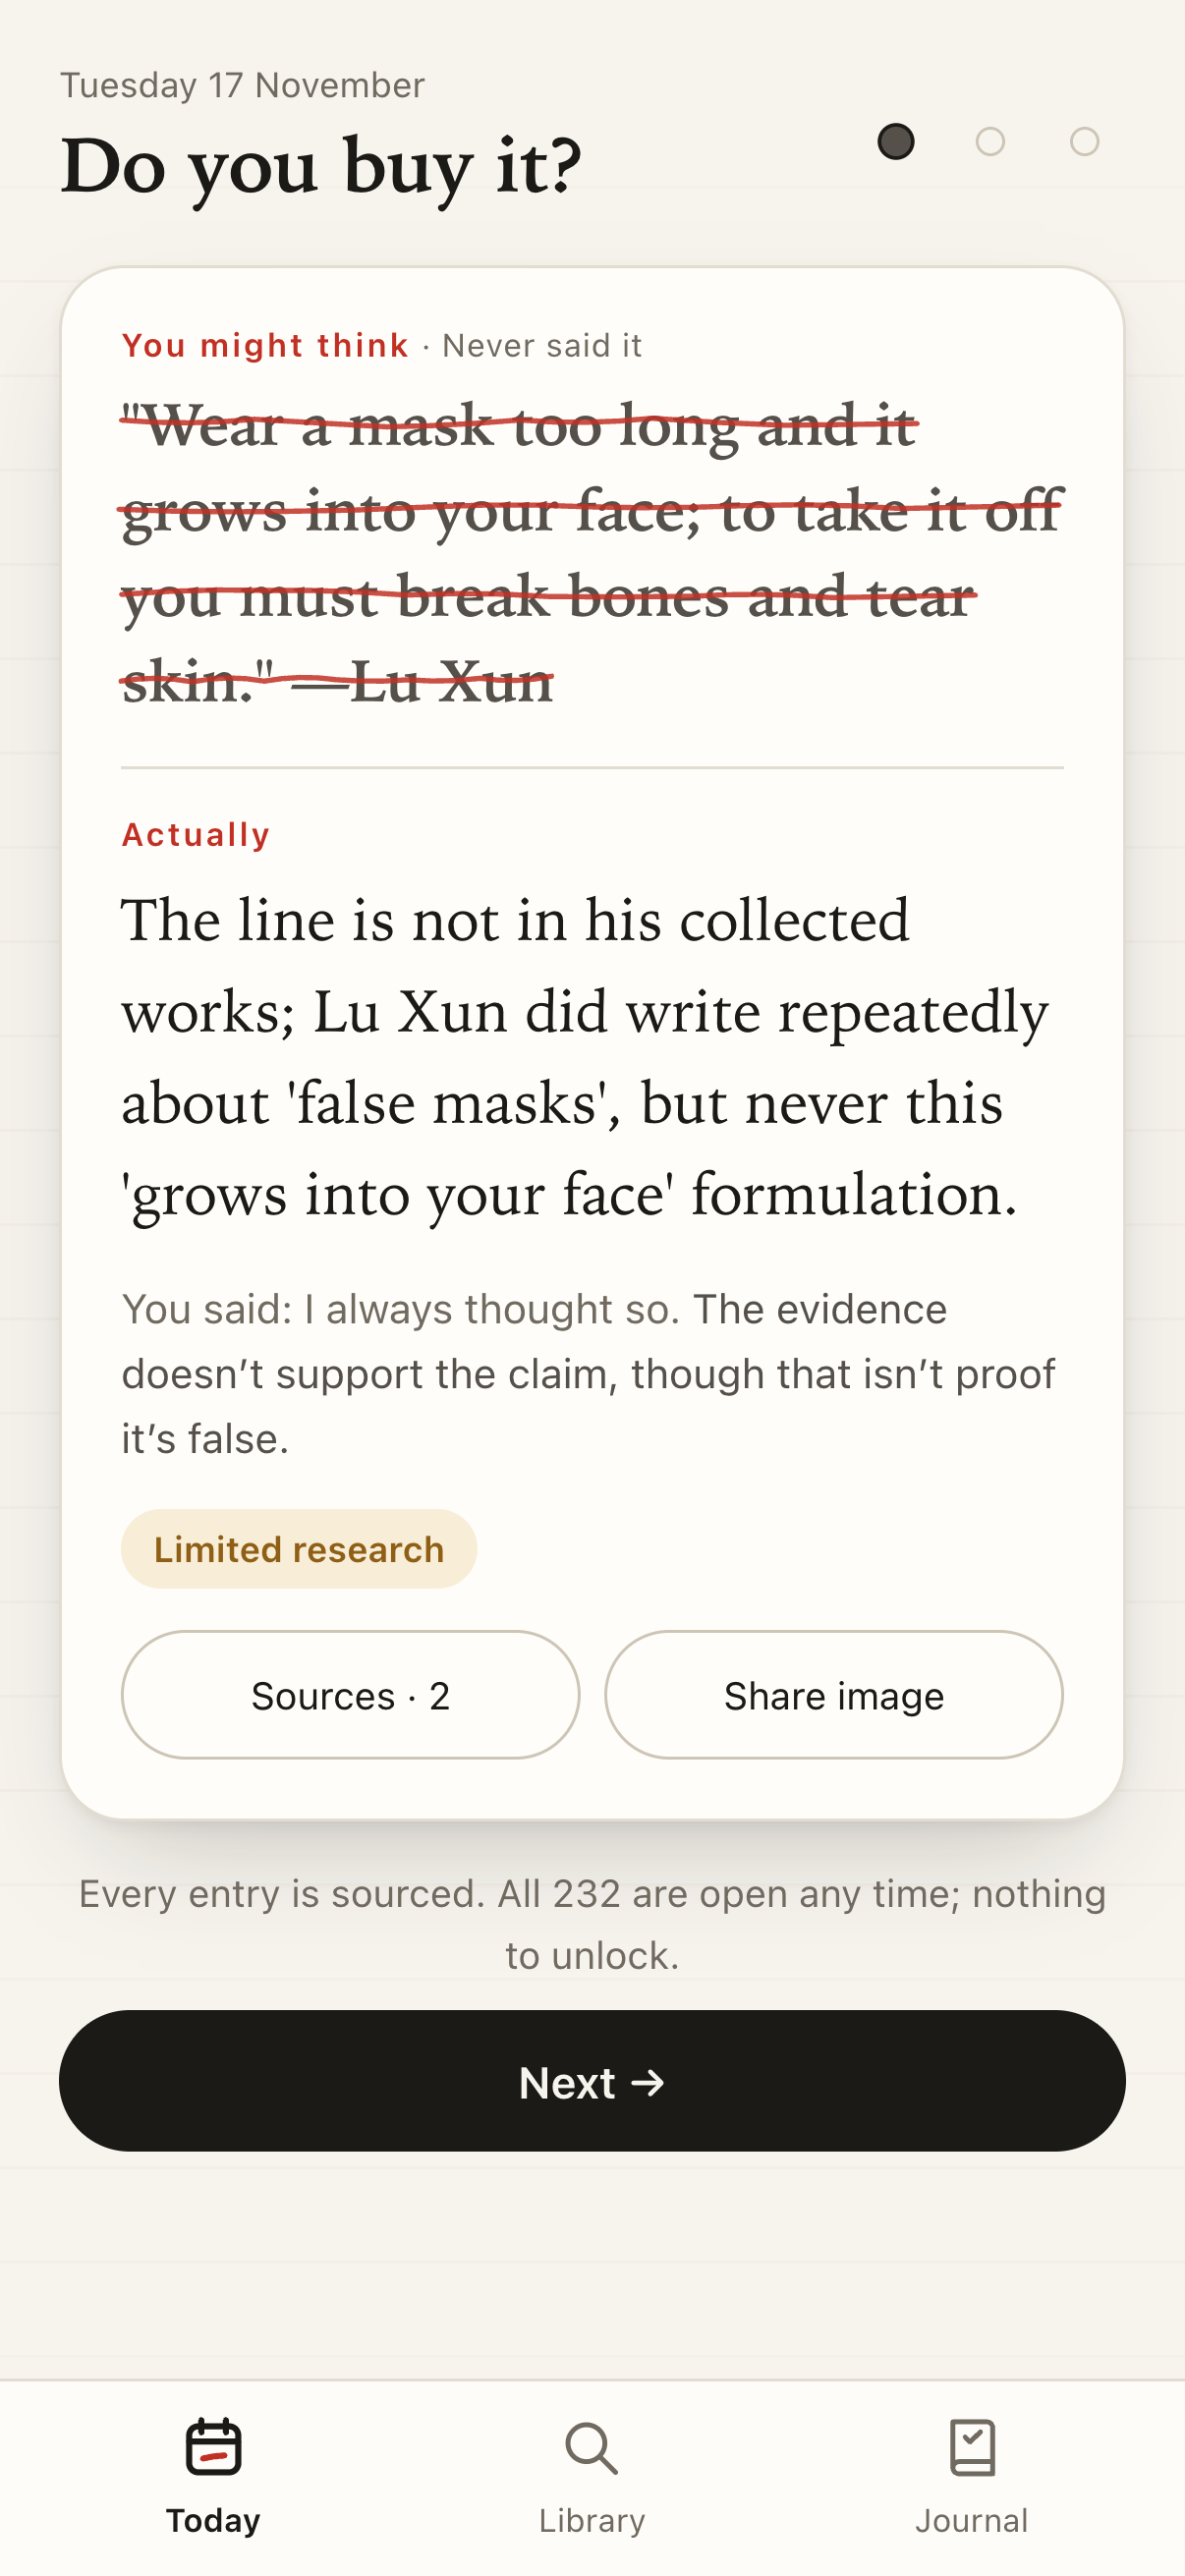 Tuesday 17 November
Do you buy it?
You might think · Never said it
"Wear a mask too long and it
grows into your face; to take it off
you must break bones and tear
skin." —Lu Xun
Actually
The line is not in his collected
works; Lu Xun did write repeatedly
about 'false masks', but never this
'grows into your face' formulation.
You said: I always thought so. The evidence
doesn’t support the claim, though that isn’t proof
it’s false.
Limited research
Sources · 2
Share image
Every entry is sourced. All 232 are open any time; nothing
to unlock.
Next →
Today
Library
Journal